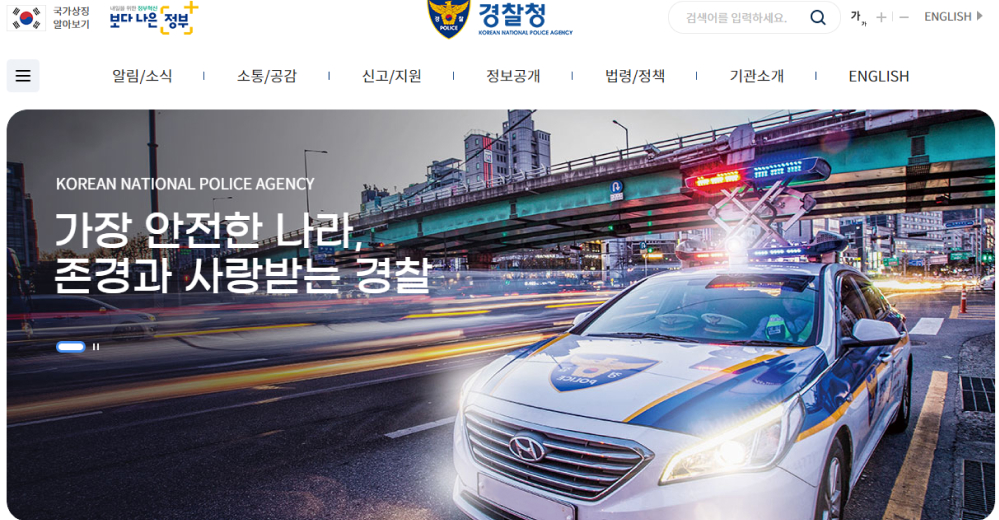 국가상징
알아보기
내일을 위한 정부혁신
보다 나은 정부
경찰
POLICE
경찰청
KOREAN NATIONAL POLICE AGENCY
검색어를 입력하세요.
가가 + | −
ENGLISH
알림/소식 | 소통/공감 | 신고/지원 | 정보공개 | 법령/정책 | 기관소개 | ENGLISH
KOREAN NATIONAL POLICE AGENCY
가장 안전한 나라,
존경과 사랑받는 경찰
POLICE